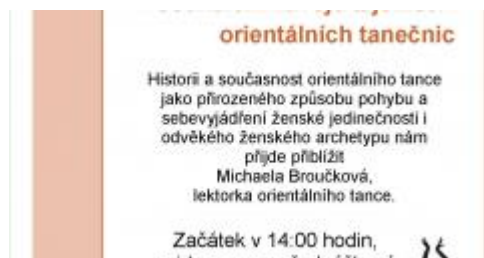 orientálních tanečnic
Historii a současnost orientálního tance
jako přirozeného způsobu pohybu a
sebevyjádření ženské jedinečnosti i
odvěkého ženského archetypu nám
přijde přiblížit
Michaela Broučková,
lektorka orientálního tance.
Začátek v 14:00 hodin,